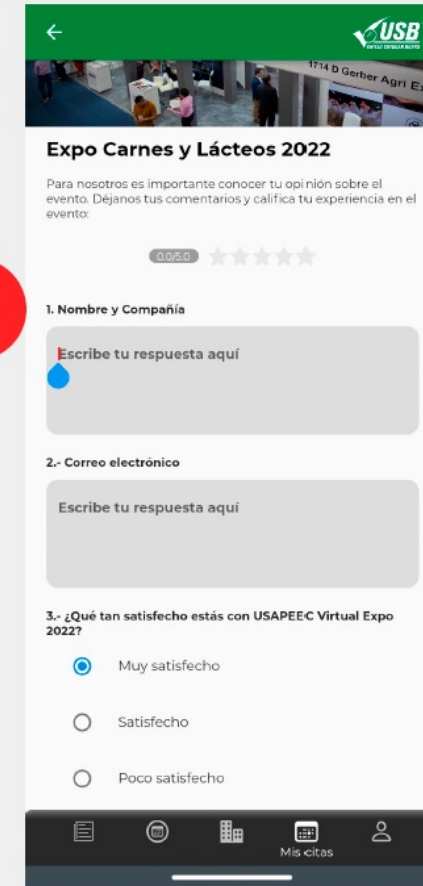 USB
1714 D Gerber Agri
Expo Carnes y Lácteos 2022
Para nosotros es importante conocer tu opinión sobre el
evento. Déjanos tus comentarios y califica tu experiencia en el
evento:
0.0/5.0
1. Nombre y Compañía
Escribe tu respuesta aquí
2.- Correo electrónico
Escribe tu respuesta aquí
3.- ¿Qué tan satisfecho estás con USAPEEC Virtual Expo
2022?
Muy satisfecho
Satisfecho
Poco satisfecho
Mis citas